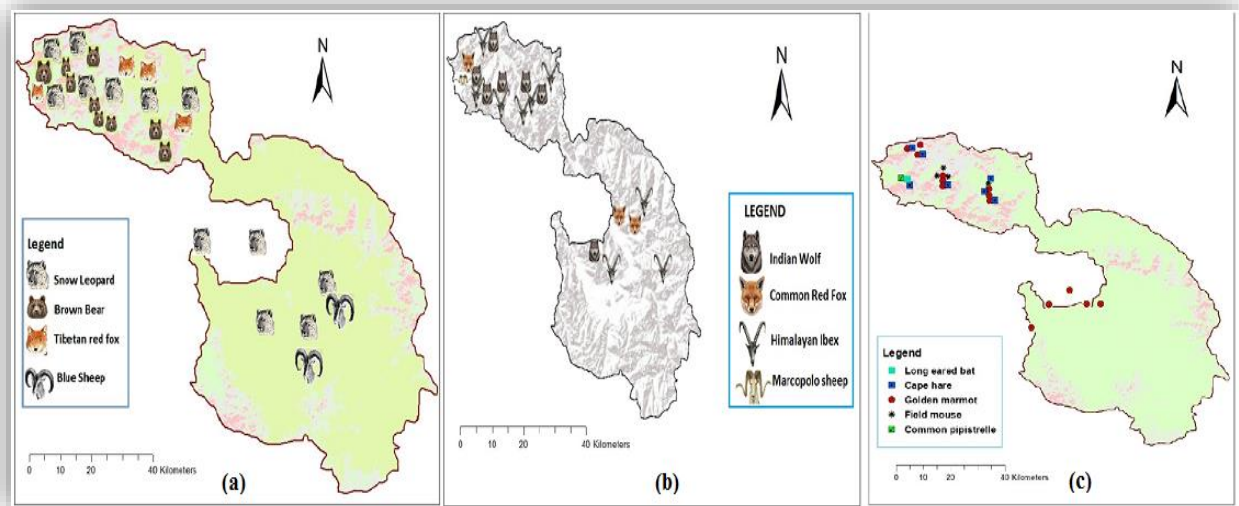 N
Legend
Snow Leopard
Brown Bear
Tibetan red fox
Blue Sheep
0 10 20 40 Kilometers
(a)
N
LEGEND
Indian Wolf
Common Red Fox
Himalayan Ibex
Marcopolo sheep
0 10 20 40 Kilometers
(b)
N
Legend
Long eared bat
Cape hare
Golden marmot
Field mouse
Common pipistrelle
0 10 20 40 Kilometers
(c)